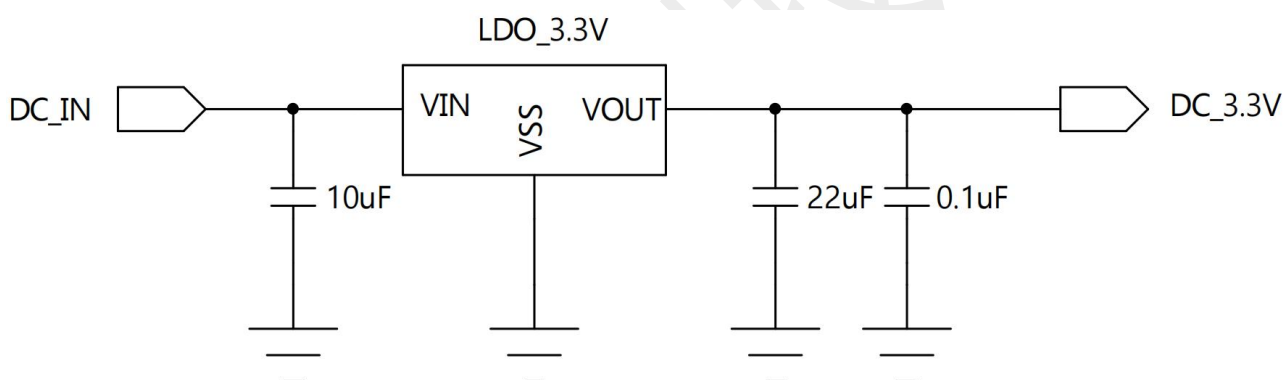 LDO_3.3V
DC_IN
VIN
VSS
VOUT
DC_3.3V
10uF
22uF
0.1uF